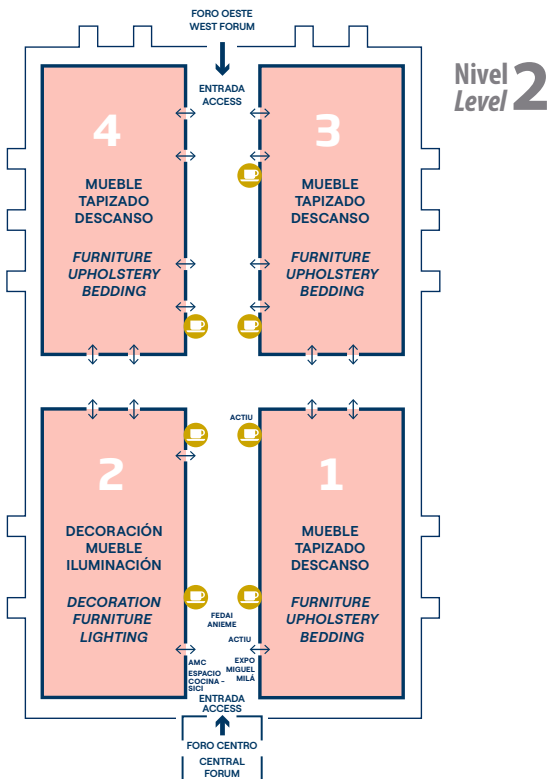 FORO OESTE
WEST FORUM
ENTRADA
ACCESS
Nivel
Level 2
4
MUEBLE
TAPIZADO
DESCANSO
FURNITURE
UPHOLSTERY
BEDDING
3
MUEBLE
TAPIZADO
DESCANSO
FURNITURE
UPHOLSTERY
BEDDING
2
DECORACIÓN
MUEBLE
ILUMINACIÓN
DECORATION
FURNITURE
LIGHTING
ACTIU
1
MUEBLE
TAPIZADO
DESCANSO
FURNITURE
UPHOLSTERY
BEDDING
FEDAI
ANIEME
ACTIU
AMC
ESPACIO
COCINA -
SICI
EXPO
MIGUEL
MILÁ
ENTRADA
ACCESS
FORO CENTRO
CENTRAL
FORUM